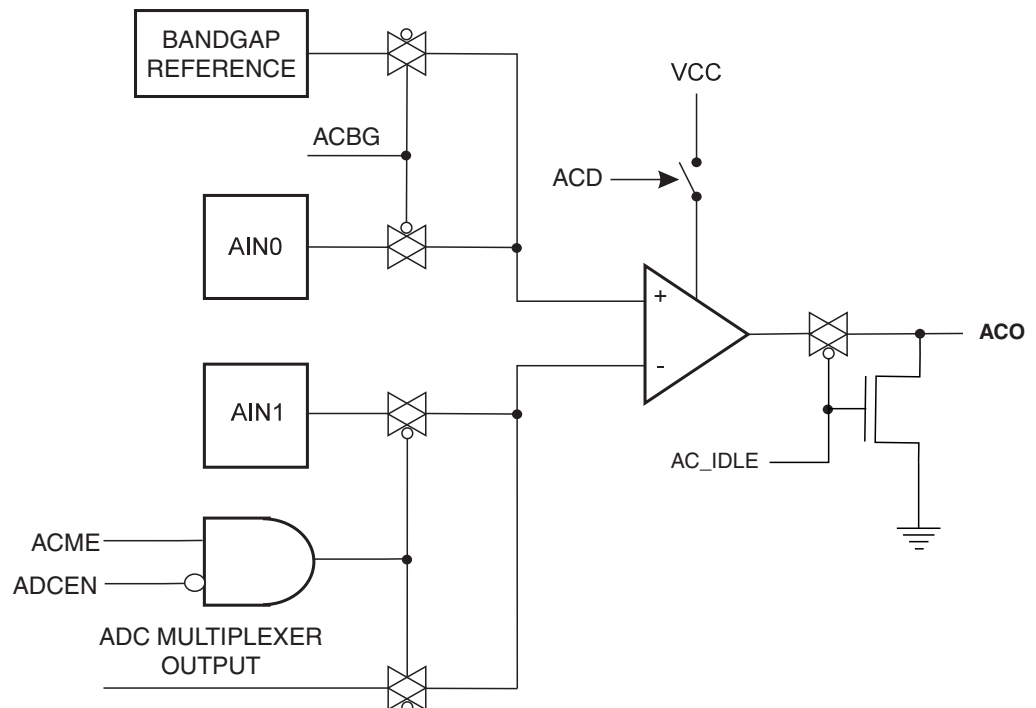 BANDGAP
REFERENCE
VCC
ACBG
ACD
AIN0
+
ACO
-
AIN1
AC_IDLE
ACME
ADCEN
ADC MULTIPLEXER
OUTPUT